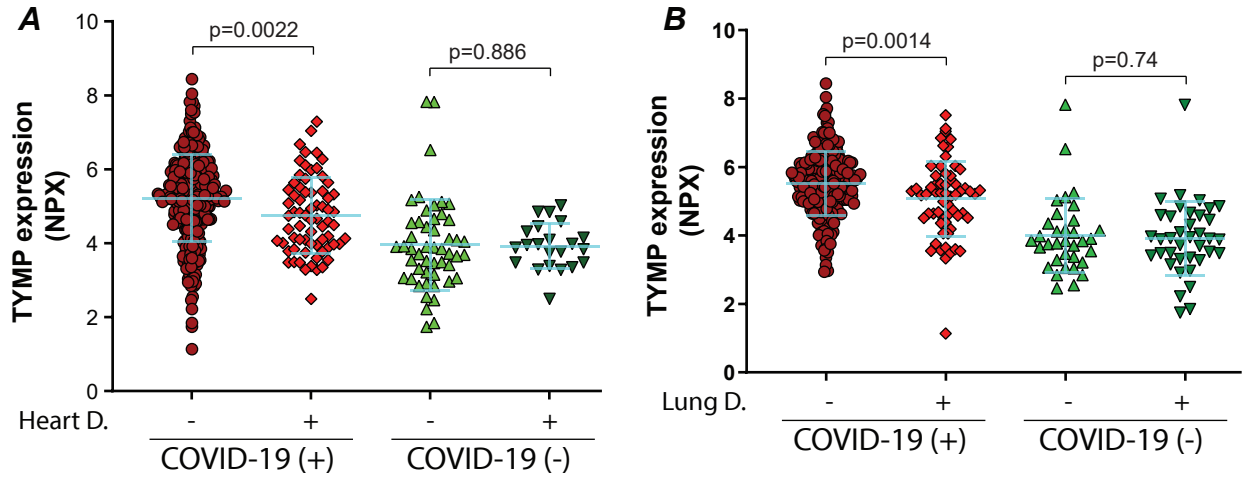 A
TYMP expression
(NPX)
10
8
6
4
2
0
p=0.0022
p=0.886
Heart D.
- + - +
COVID-19 (+) COVID-19 (-)
B
TYMP expression
(NPX)
10
8
6
4
2
0
p=0.0014
p=0.74
Lung D.
- + - +
COVID-19 (+) COVID-19 (-)